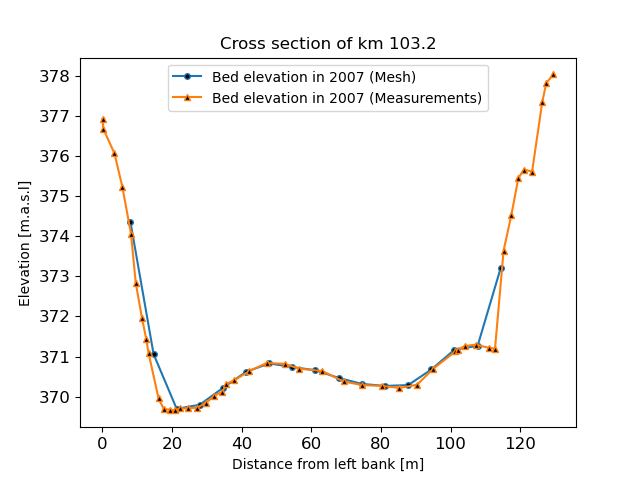 Cross section of km 103.2
Bed elevation in 2007 (Mesh)
Bed elevation in 2007 (Measurements)
Elevation [m.a.s.l]
378
377
376
375
374
373
372
371
370
0 20 40 60 80 100 120
Distance from left bank [m]